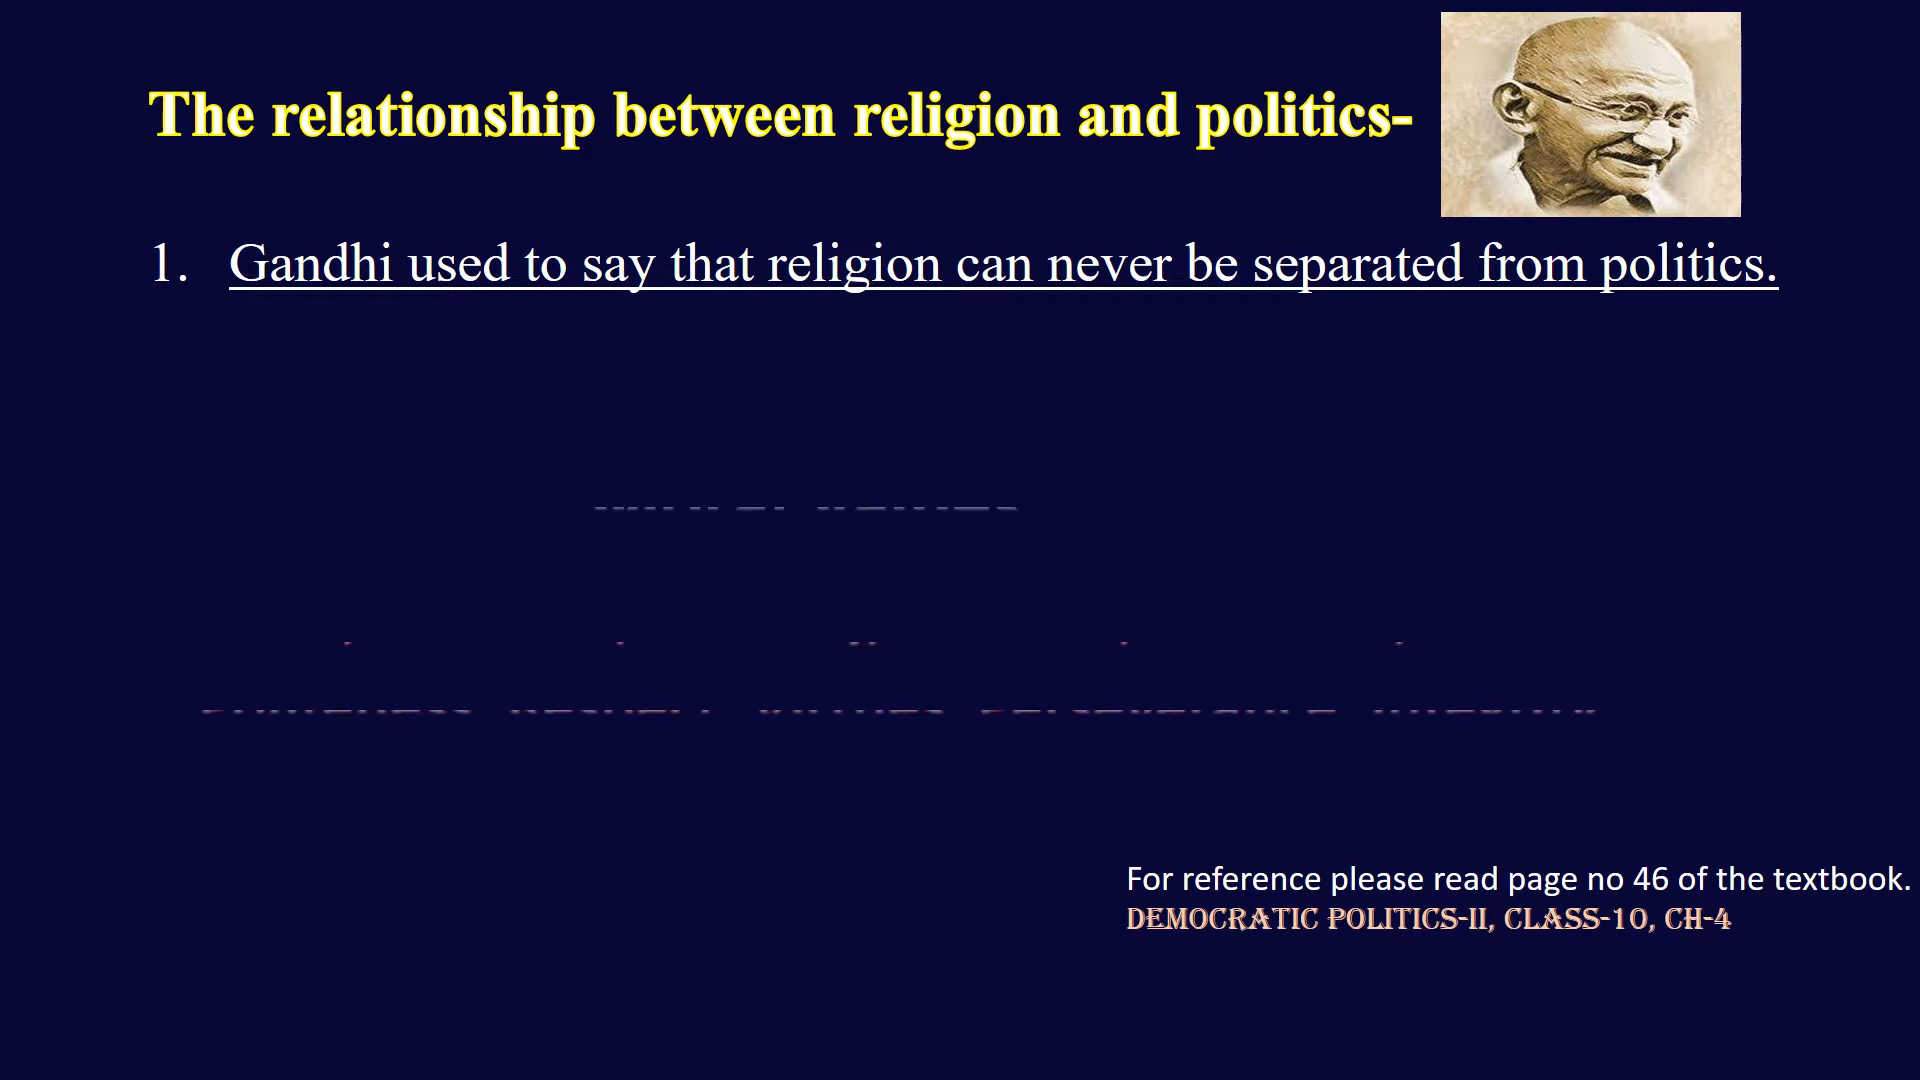 The relationship between religion and politics-
1. Gandhi used to say that religion can never be separated from politics.
For reference please read page no 46 of the textbook.
DEMOCRATIC POLITICS-II, CLASS-10, CH-4